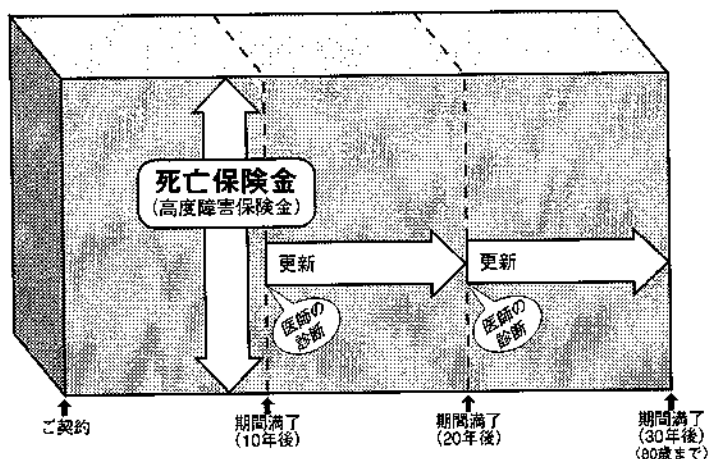 死亡保険金
(高度障害保険金)
更新
更新
医師の
診断
医師の
診断
ご契約
期間満了
(10年後)
期間満了
(20年後)
期間満了
(30年後)
(80歳まで)